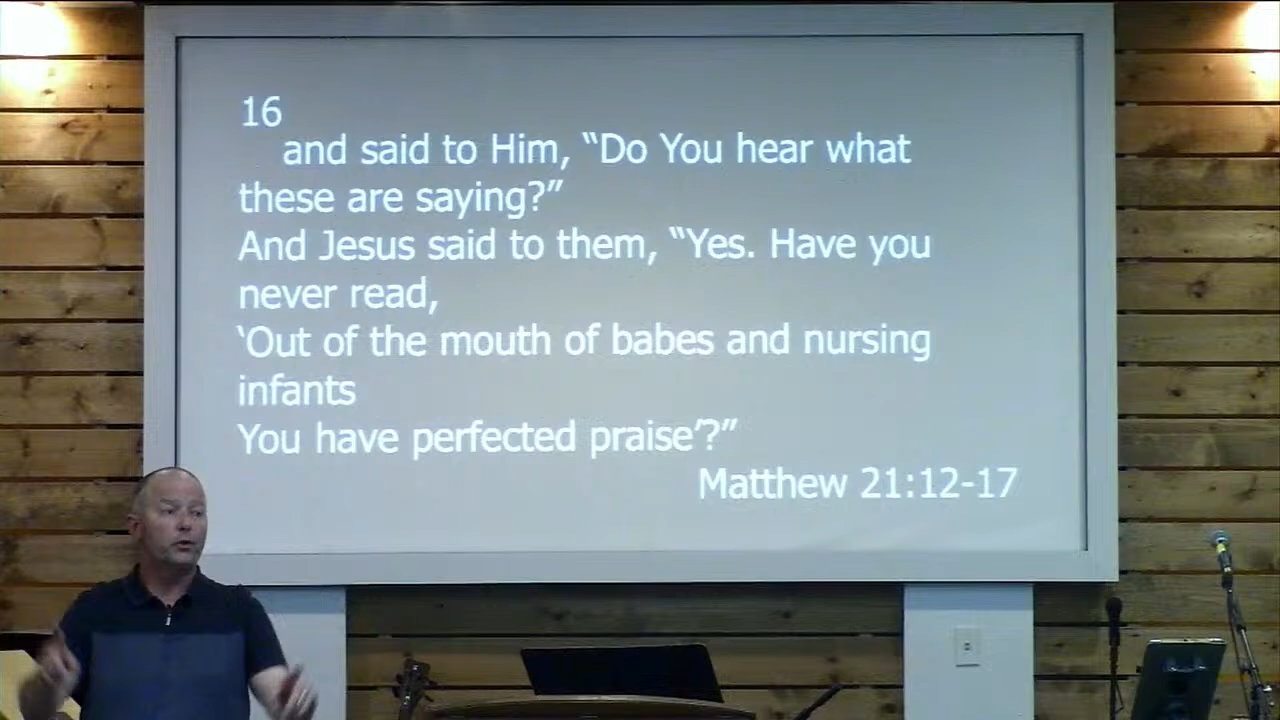 16
and said to Him, “Do You hear what
these are saying?”
And Jesus said to them, “Yes. Have you
never read,
‘Out of the mouth of babes and nursing
infants
You have perfected praise’?”
Matthew 21:12-17